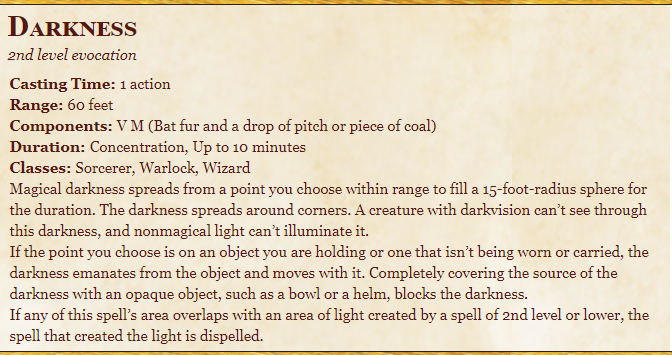 DARKNESS
2nd level evocation
Casting Time: 1 action
Range: 60 feet
Components: V M (Bat fur and a drop of pitch or piece of coal)
Duration: Concentration, Up to 10 minutes
Classes: Sorcerer, Warlock, Wizard
Magical darkness spreads from a point you choose within range to fill a 15-foot-radius sphere for
the duration. The darkness spreads around corners. A creature with darkvision can't see through
this darkness, and nonmagical light can't illuminate it.
If the point you choose is on an object you are holding or one that isn't being worn or carried, the
darkness emanates from the object and moves with it. Completely covering the source of the
darkness with an opaque object, such as a bowl or a helm, blocks the darkness.
If any of this spell's area overlaps with an area of light created by a spell of 2nd level or lower, the
spell that created the light is dispelled.